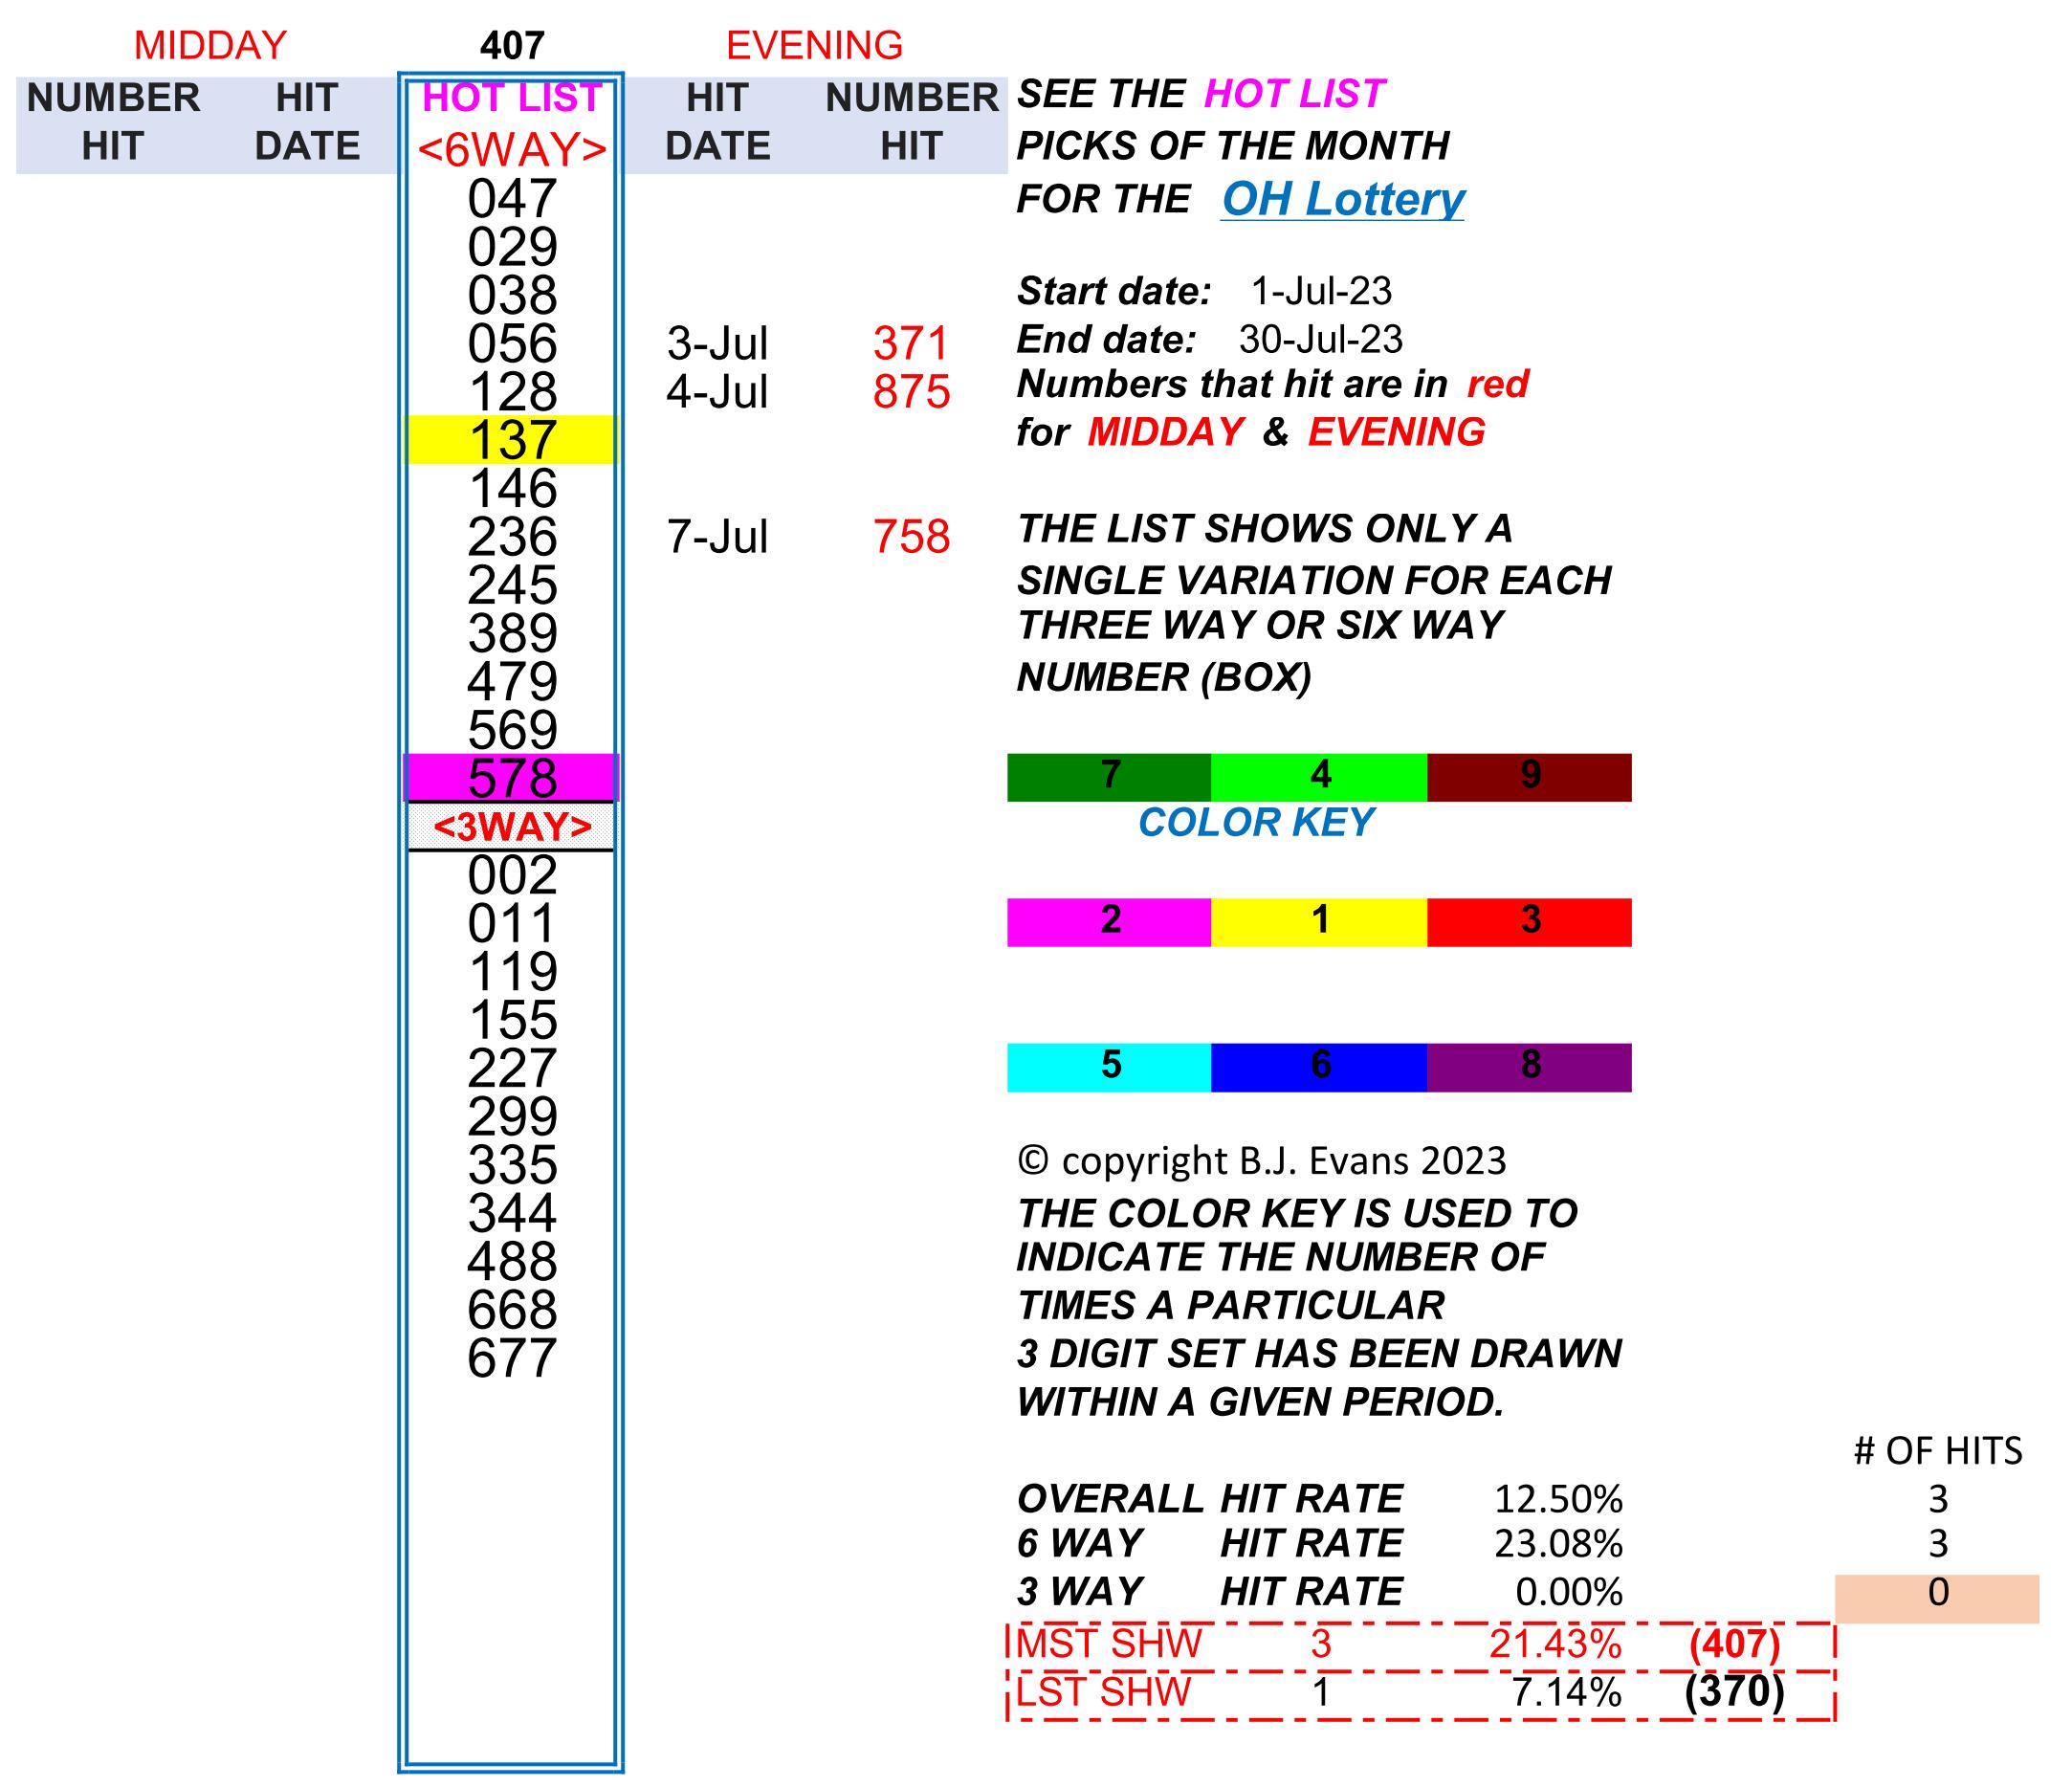 MIDDAY 407 EVENING
NUMBER HIT HOT LIST HIT NUMBER SEE THE HOT LIST
HIT DATE <6WAY> DATE HIT PICKS OF THE MONTH
047 FOR THE OH Lottery
029
038 Start date: 1-Jul-23
056 3-Jul 371 End date: 30-Jul-23
128 4-Jul 875 Numbers that hit are in red
137 for MIDDAY & EVENING
146
236 7-Jul 758 THE LIST SHOWS ONLY A
245 SINGLE VARIATION FOR EACH
389 THREE WAY OR SIX WAY
479 NUMBER (BOX)
569
578 7 4 9
<3WAY> COLOR KEY
002
011 2 1 3
119
155
227 5 6 8
299
335 © copyright B.J. Evans 2023
344 THE COLOR KEY IS USED TO
488 INDICATE THE NUMBER OF
668 TIMES A PARTICULAR
677 3 DIGIT SET HAS BEEN DRAWN
WITHIN A GIVEN PERIOD.
# OF HITS
OVERALL HIT RATE 12.50% 3
6 WAY HIT RATE 23.08% 3
3 WAY HIT RATE 0.00% 0
MST SHW 3 21.43% (407)
LST SHW 1 7.14% (370)